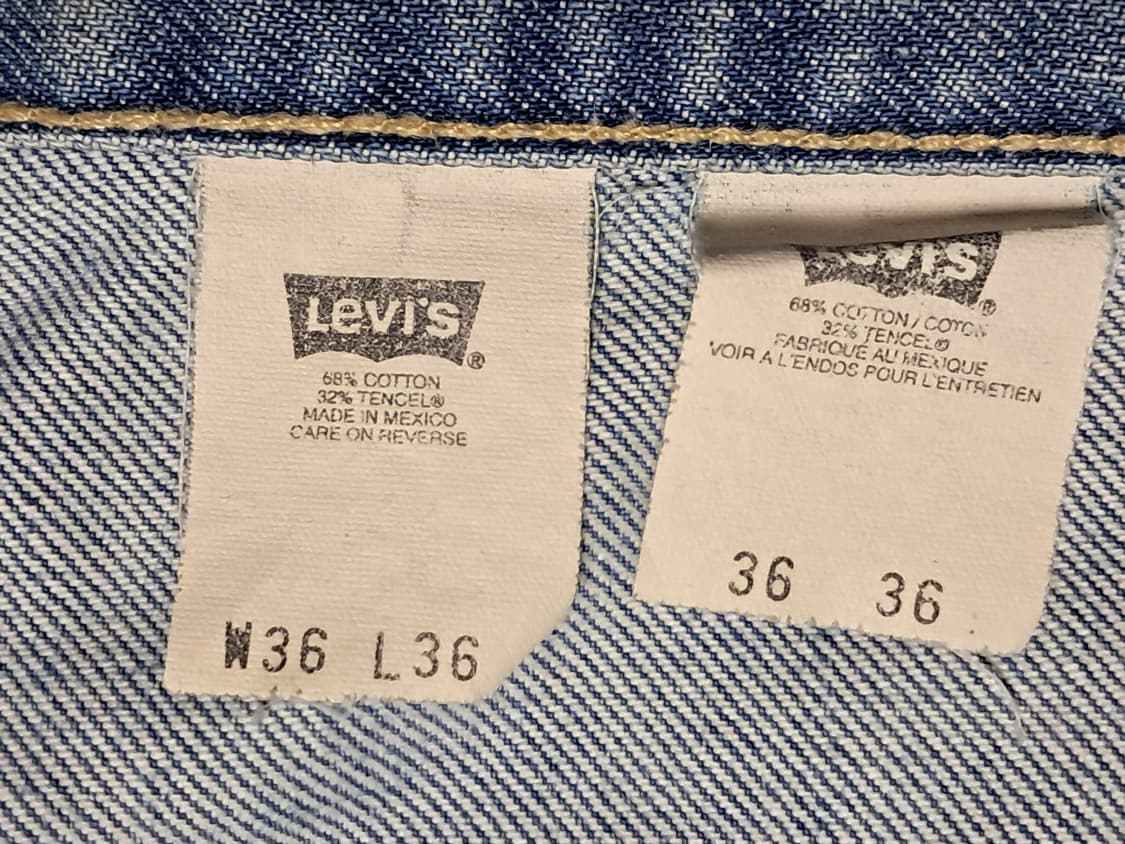 Levi's®
68% COTTON
32% TENCEL®
MADE IN MEXICO
CARE ON REVERSE
W36 L36
Levi's®
68% COTTON / COTON
32% TENCEL®
FABRIQUE AU MEXIQUE
VOIR A L'ENDOS POUR L'ENTRETIEN
36 36